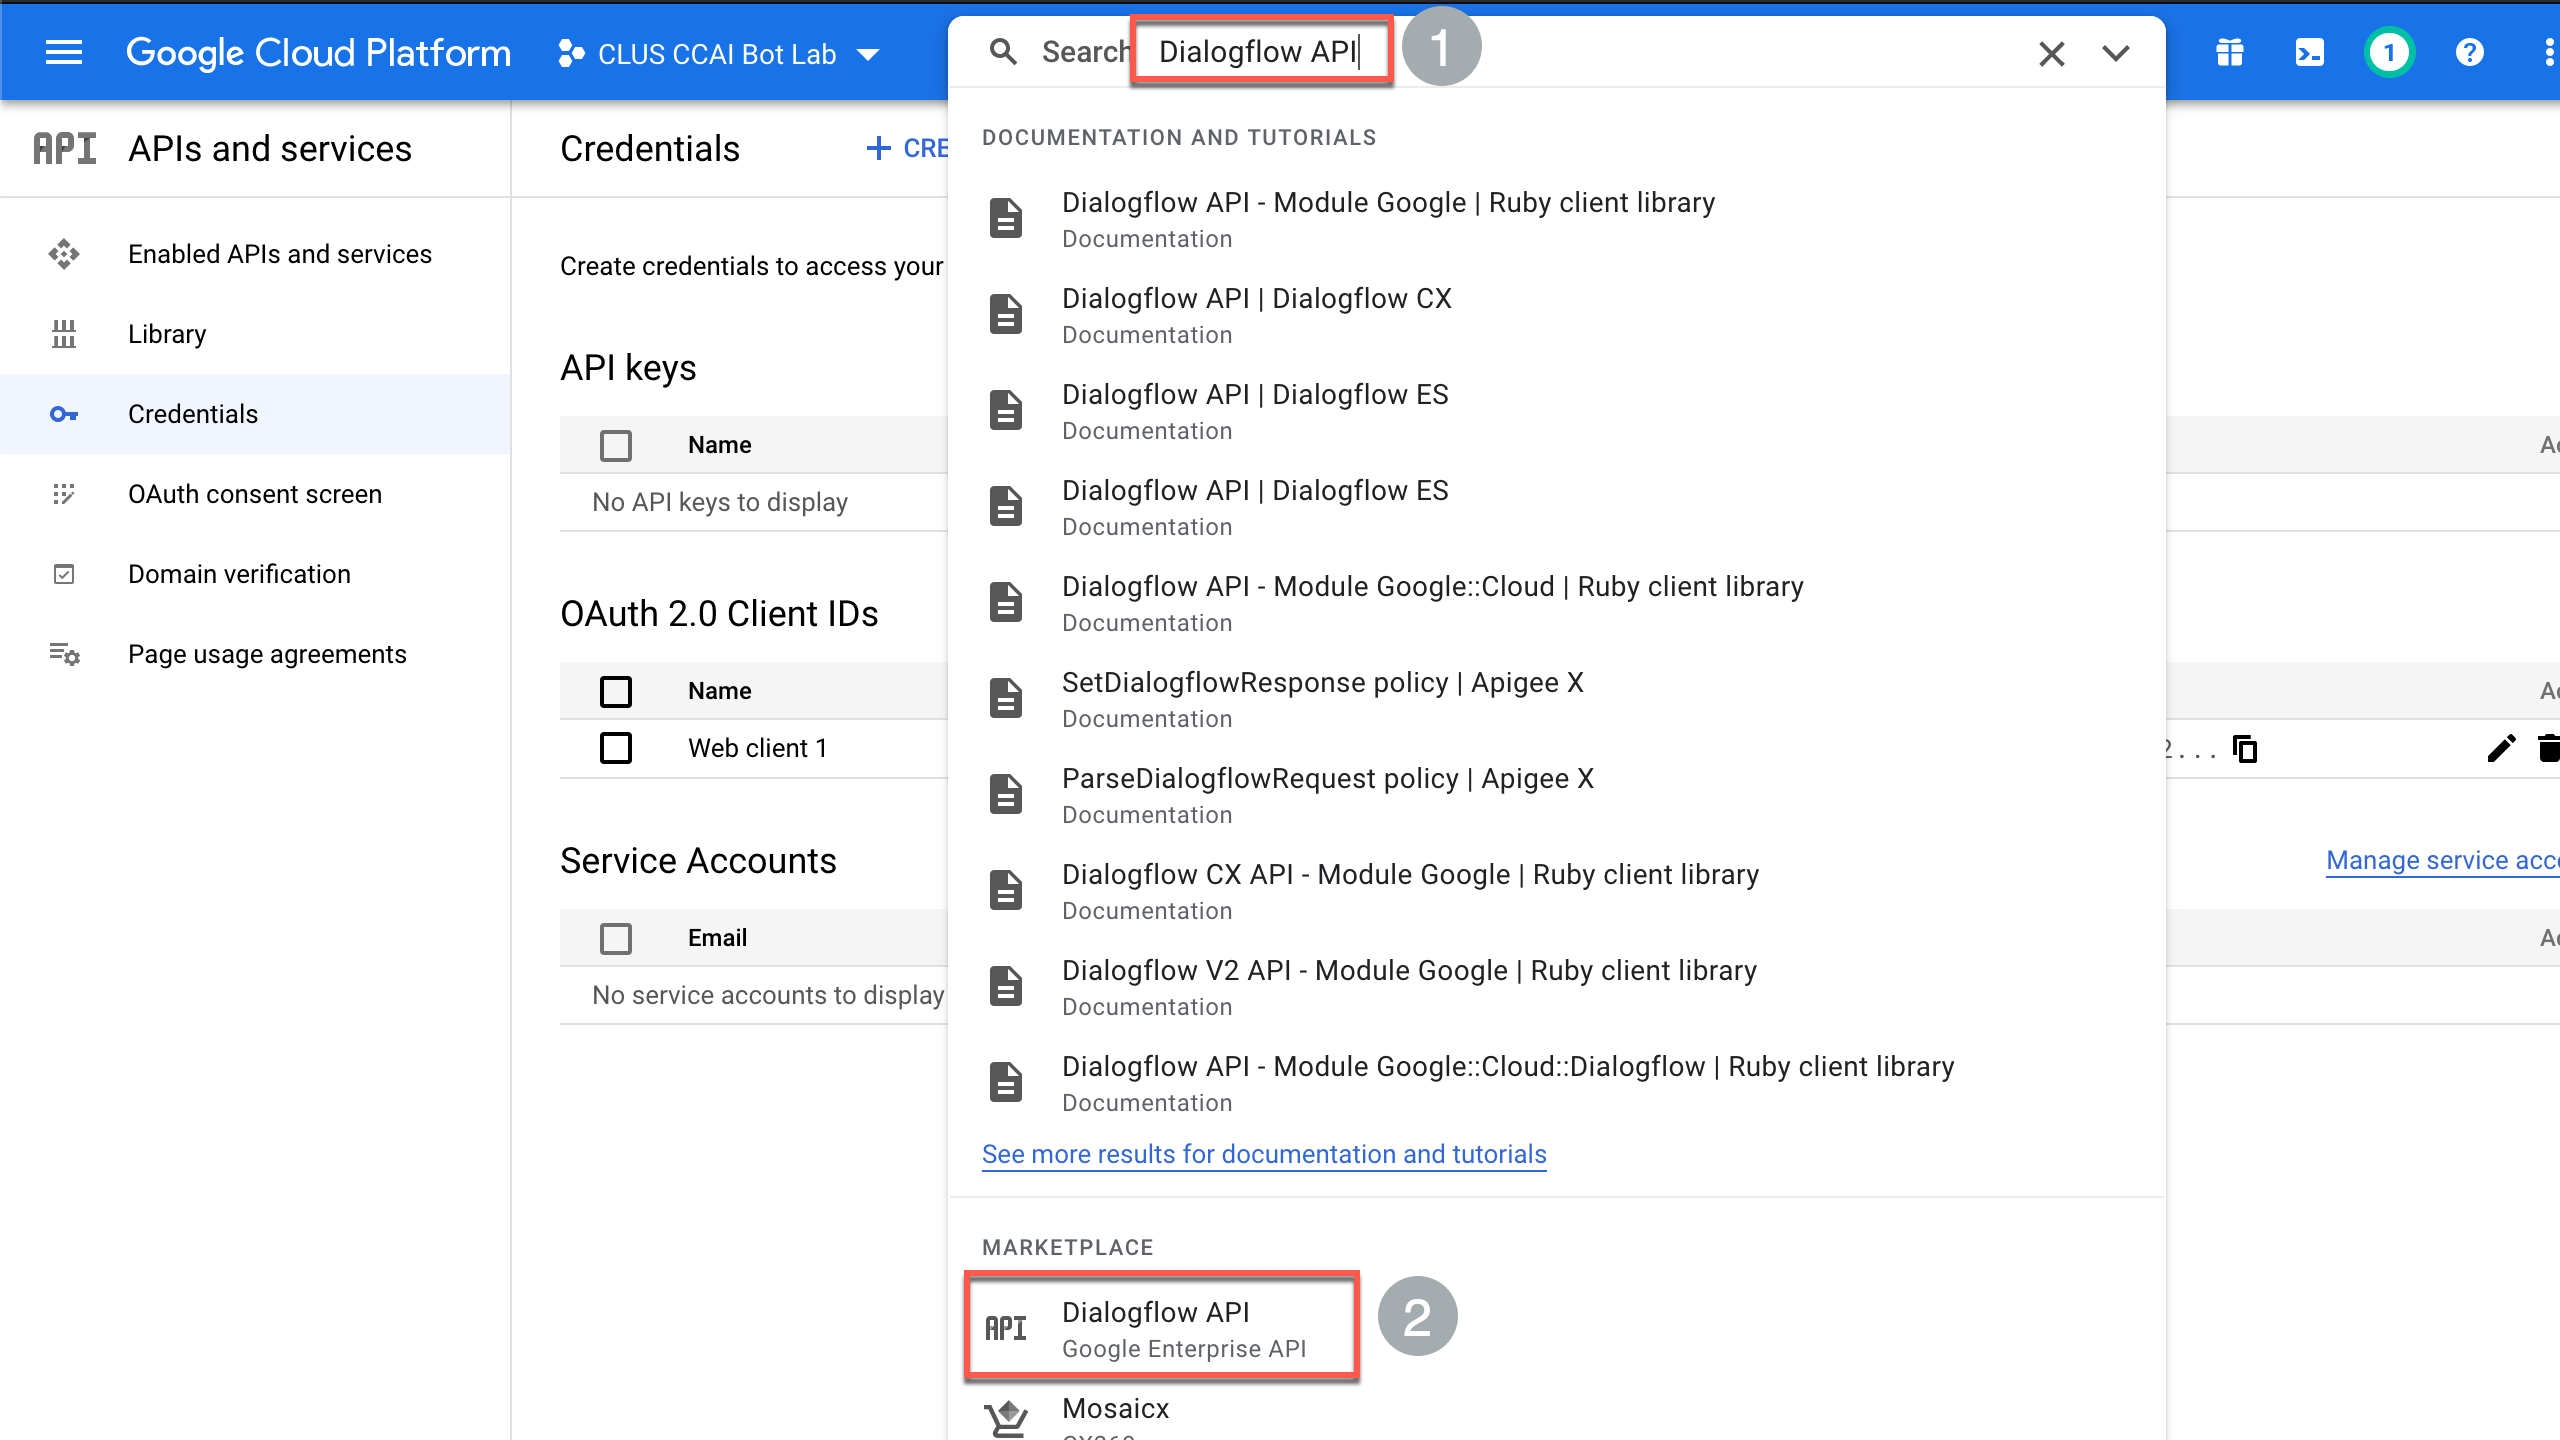 Google Cloud Platform
CLUS CCAI Bot Lab
Search Dialogflow API
1
1
?
API
APIs and services
Enabled APIs and services
Library
Credentials
OAuth consent screen
Domain verification
Page usage agreements
Credentials
+ CRE
Create credentials to access your
API keys
Name
Ac
No API keys to display
OAuth 2.0 Client IDs
Name
Ac
Web client 1
2...
Service Accounts
Manage service acco
Email
Ac
No service accounts to display
DOCUMENTATION AND TUTORIALS
Dialogflow API - Module Google | Ruby client library
Documentation
Dialogflow API | Dialogflow CX
Documentation
Dialogflow API | Dialogflow ES
Documentation
Dialogflow API | Dialogflow ES
Documentation
Dialogflow API - Module Google::Cloud | Ruby client library
Documentation
SetDialogflowResponse policy | Apigee X
Documentation
ParseDialogflowRequest policy | Apigee X
Documentation
Dialogflow CX API - Module Google | Ruby client library
Documentation
Dialogflow V2 API - Module Google | Ruby client library
Documentation
Dialogflow API - Module Google::Cloud::Dialogflow | Ruby client library
Documentation
See more results for documentation and tutorials
MARKETPLACE
API
Dialogflow API
Google Enterprise API
2
Mosaicx